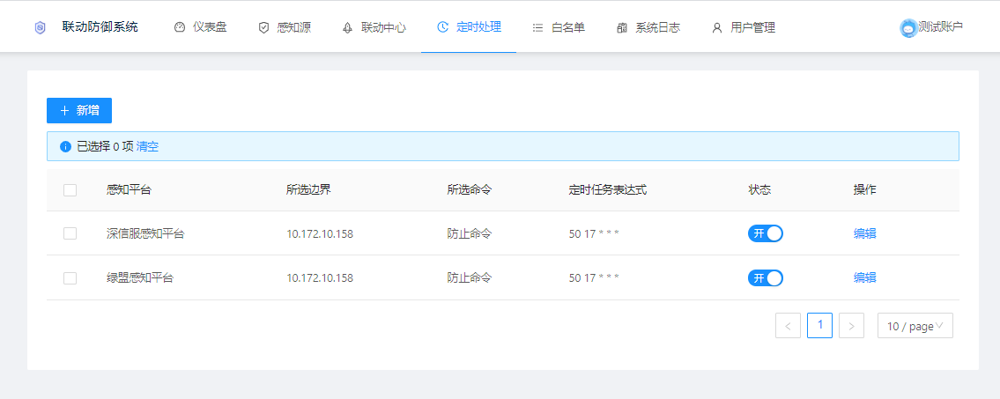 联动防御系统 仪表盘 感知源 联动中心 定时处理 白名单 系统日志 用户管理 测试账户
+ 新增
已选择 0 项 清空
感知平台 所选边界 所选命令 定时任务表达式 状态 操作
深信服感知平台 10.172.10.158 防止命令 50 17 * * * 开 编辑
绿盟感知平台 10.172.10.158 防止命令 50 17 * * * 开 编辑
< 1 > 10 / page